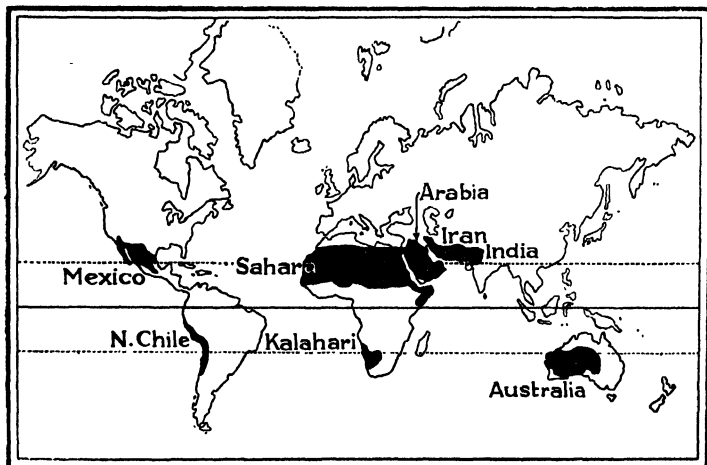 Arabia
Iran
India
Mexico
Sahara
N. Chile
Kalahari
Australia